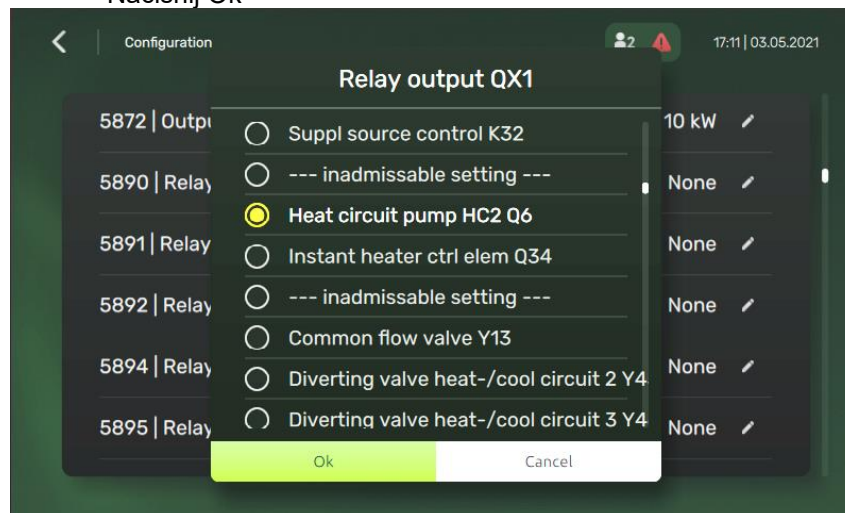 Naciśnij Ok
Configuration
2
17:11 | 03.05.2021
Relay output QX1
5872 | Outpu
10 kW
5890 | Relay
None
5891 | Relay
None
5892 | Relay
None
5894 | Relay
None
5895 | Relay
None
Suppl source control K32
--- inadmissable setting ---
Heat circuit pump HC2 Q6
Instant heater ctrl elem Q34
--- inadmissable setting ---
Common flow valve Y13
Diverting valve heat-/cool circuit 2 Y4
Diverting valve heat-/cool circuit 3 Y4
Ok
Cancel